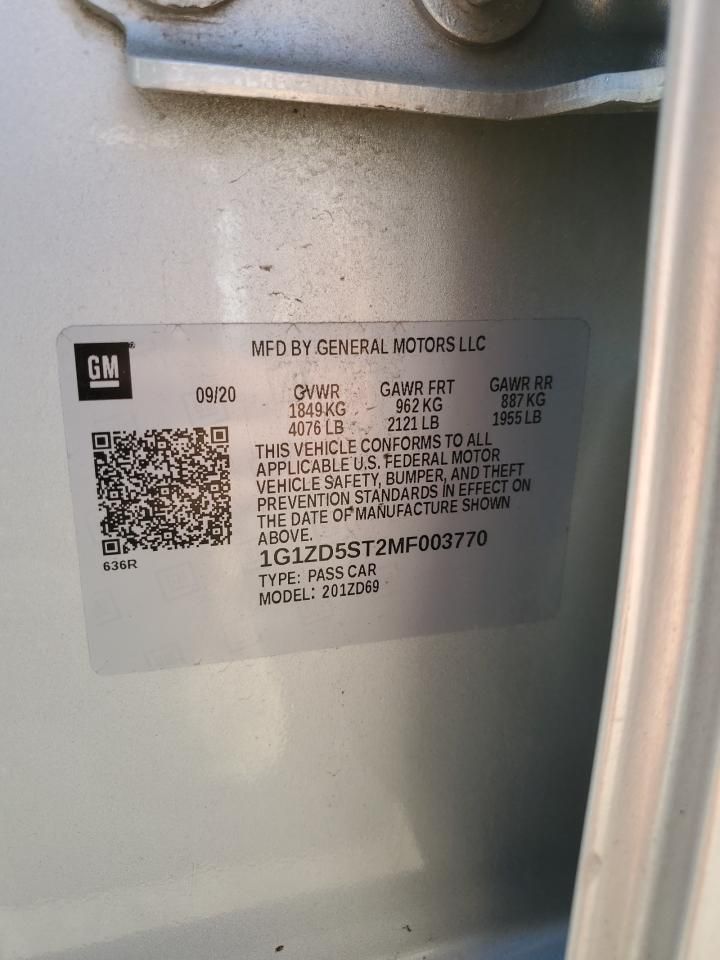 GM
MFD BY GENERAL MOTORS LLC
09/20 GVWR GAWR FRT GAWR RR
1849 KG 962 KG 887 KG
4076 LB 2121 LB 1955 LB
THIS VEHICLE CONFORMS TO ALL
APPLICABLE U.S. FEDERAL MOTOR
VEHICLE SAFETY, BUMPER, AND THEFT
PREVENTION STANDARDS IN EFFECT ON
THE DATE OF MANUFACTURE SHOWN
ABOVE.
636R
1G1ZD5ST2MF003770
TYPE: PASS CAR
MODEL: 201ZD69